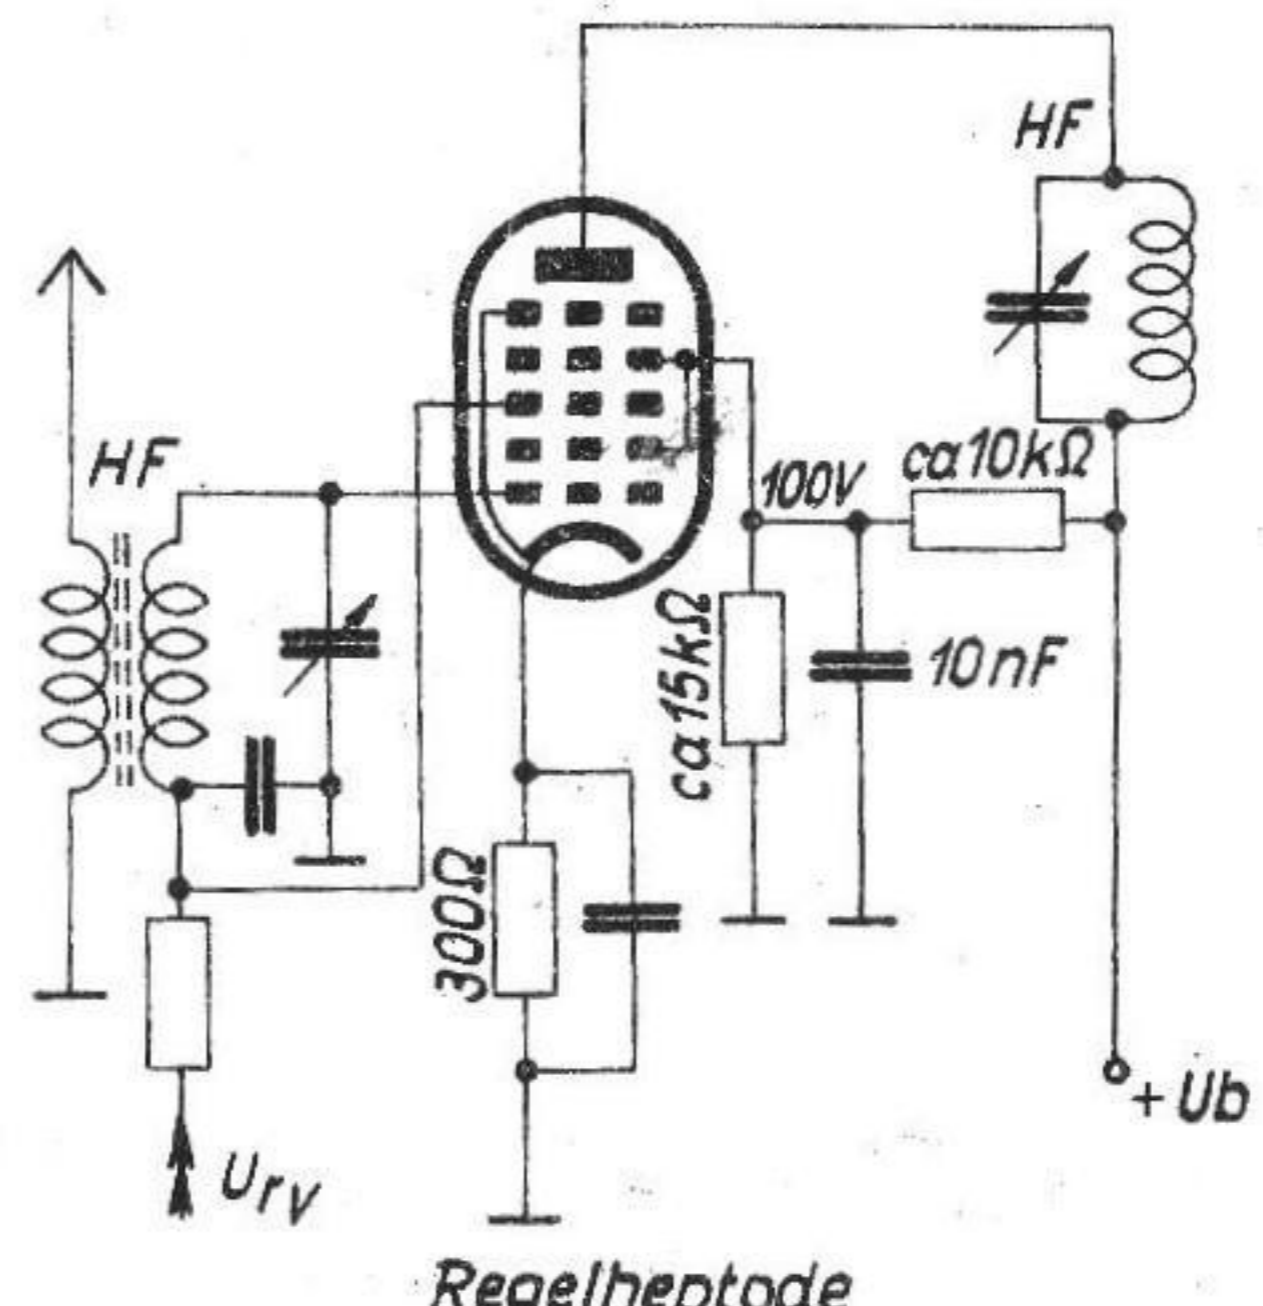 HF
HF
100V
ca 10kΩ
ca 15kΩ
10nF
300Ω
+ Ub
Urv
Regelheptode